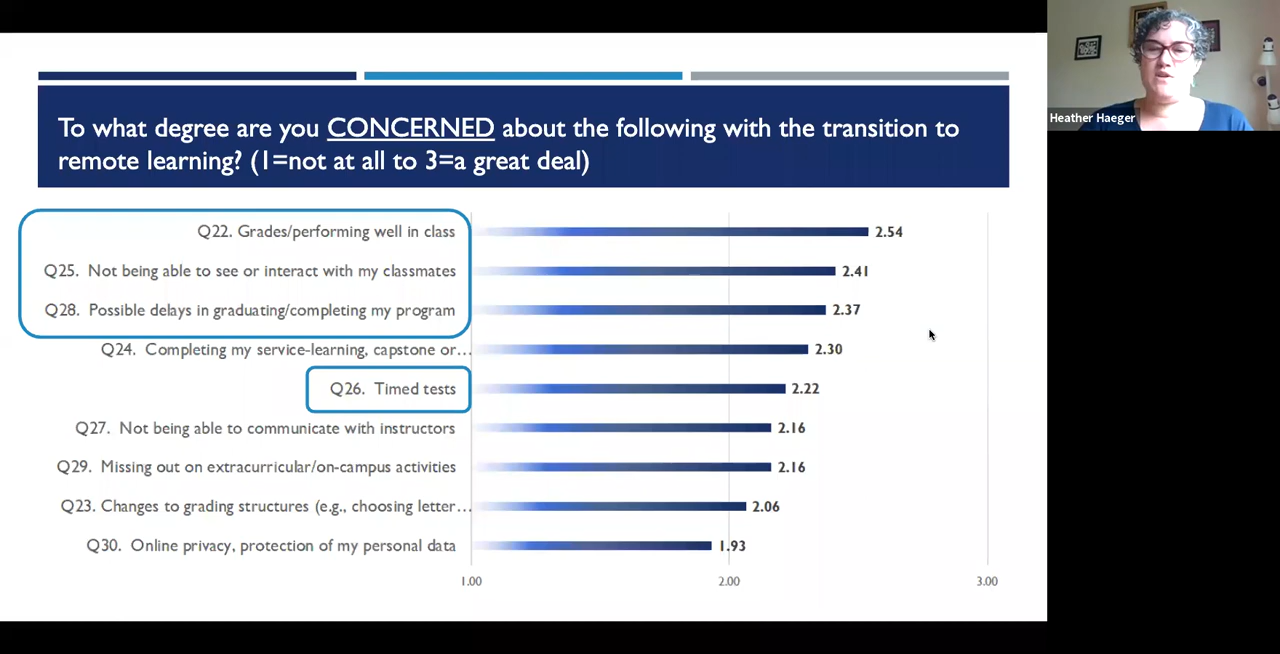 To what degree are you CONCERNED about the following with the transition to
remote learning? (1=not at all to 3=a great deal)
Q22. Grades/performing well in class 2.54
Q25. Not being able to see or interact with my classmates 2.41
Q28. Possible delays in graduating/completing my program 2.37
Q24. Completing my service-learning, capstone or... 2.30
Q26. Timed tests 2.22
Q27. Not being able to communicate with instructors 2.16
Q29. Missing out on extracurricular/on-campus activities 2.16
Q23. Changes to grading structures (e.g., choosing letter... 2.06
Q30. Online privacy, protection of my personal data 1.93
1.00 2.00 3.00
Heather Haeger